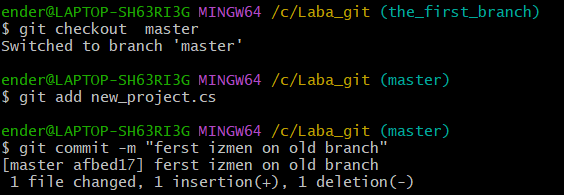 ender@LAPTOP-SH63RI3G MINGW64 /c/Laba_git (the_first_branch)
$ git checkout  master
Switched to branch 'master'
ender@LAPTOP-SH63RI3G MINGW64 /c/Laba_git (master)
$ git add new_project.cs
ender@LAPTOP-SH63RI3G MINGW64 /c/Laba_git (master)
$ git commit -m "ferst izmen on old branch"
[master afbed17] ferst izmen on old branch
 1 file changed, 1 insertion(+), 1 deletion(-)